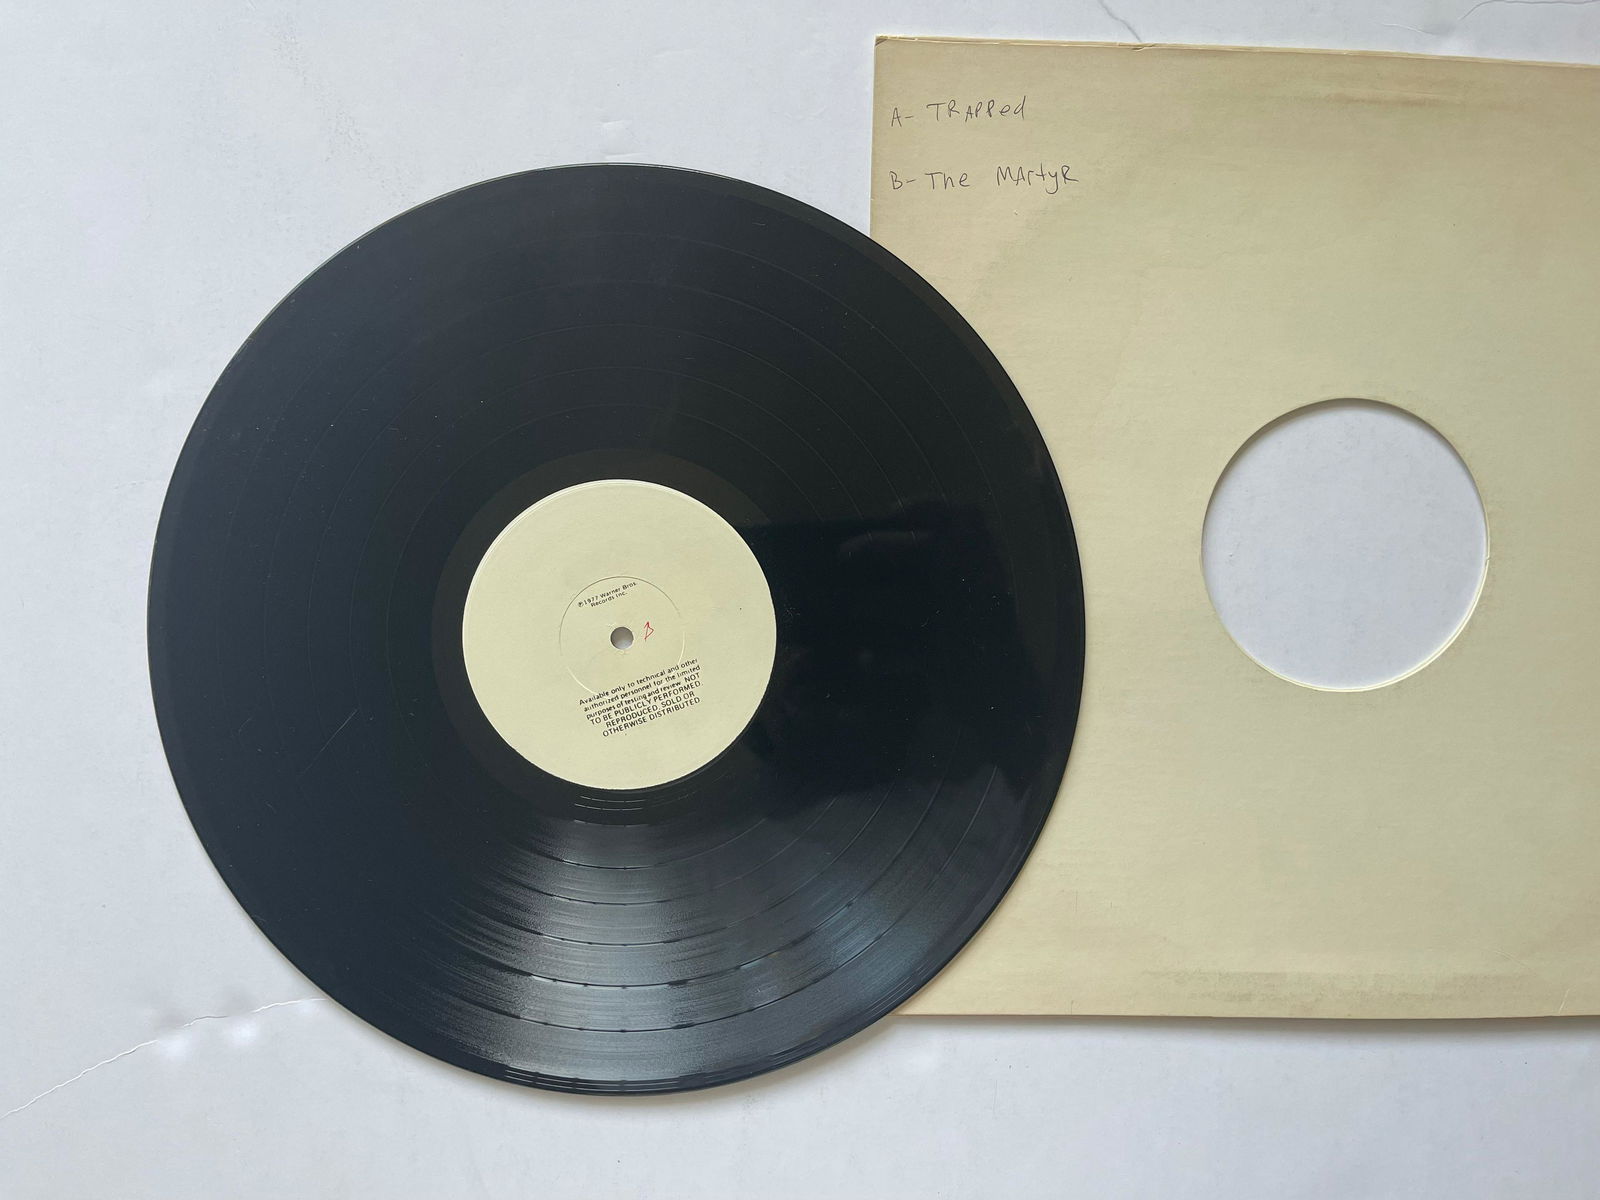 A- TRAPPed
B- The MArtyR
℗1977 Warner Bros.
Records Inc.
B
Available only to technical and other
authorized personnel for the limited
purposes of testing and review NOT
TO BE PUBLICLY PERFORMED.
REPRODUCED, SOLD OR
OTHERWISE DISTRIBUTED